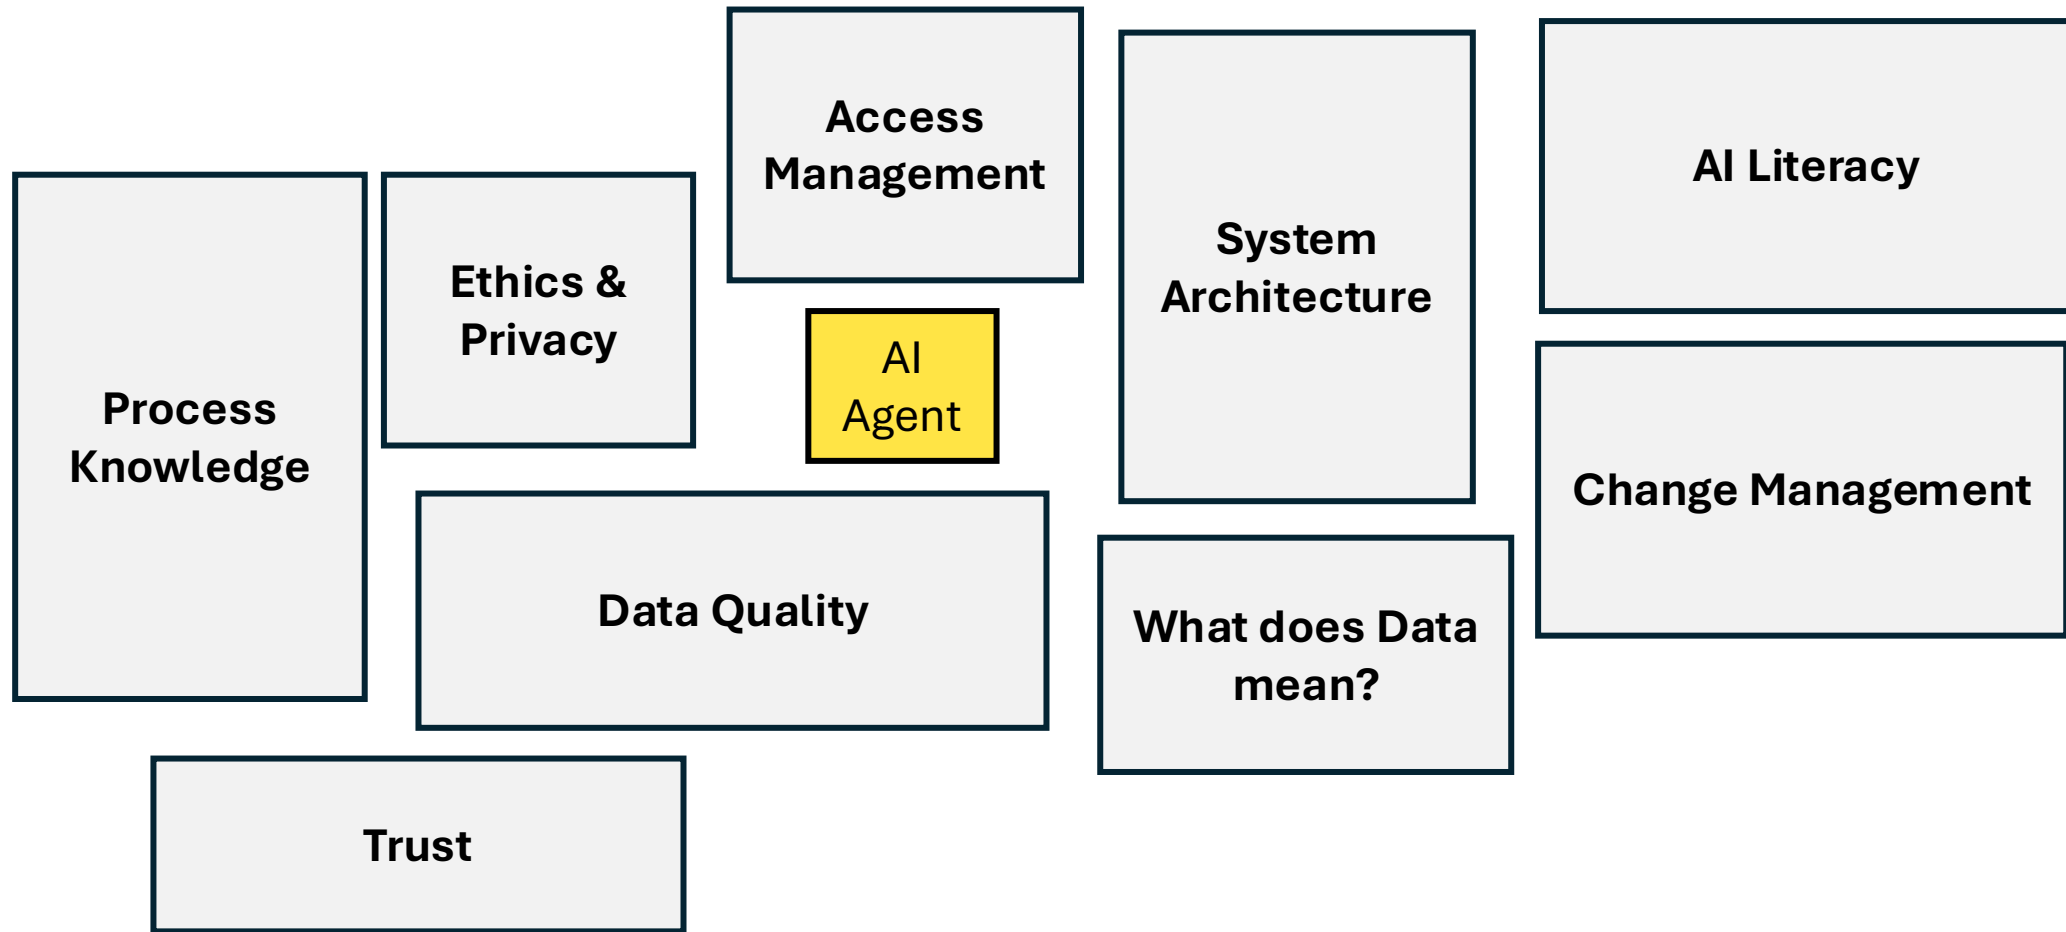 Access
Management
System
Architecture
AI Literacy
Process
Knowledge
Ethics &
Privacy
AI
Agent
Change Management
Data Quality
What does Data
mean?
Trust